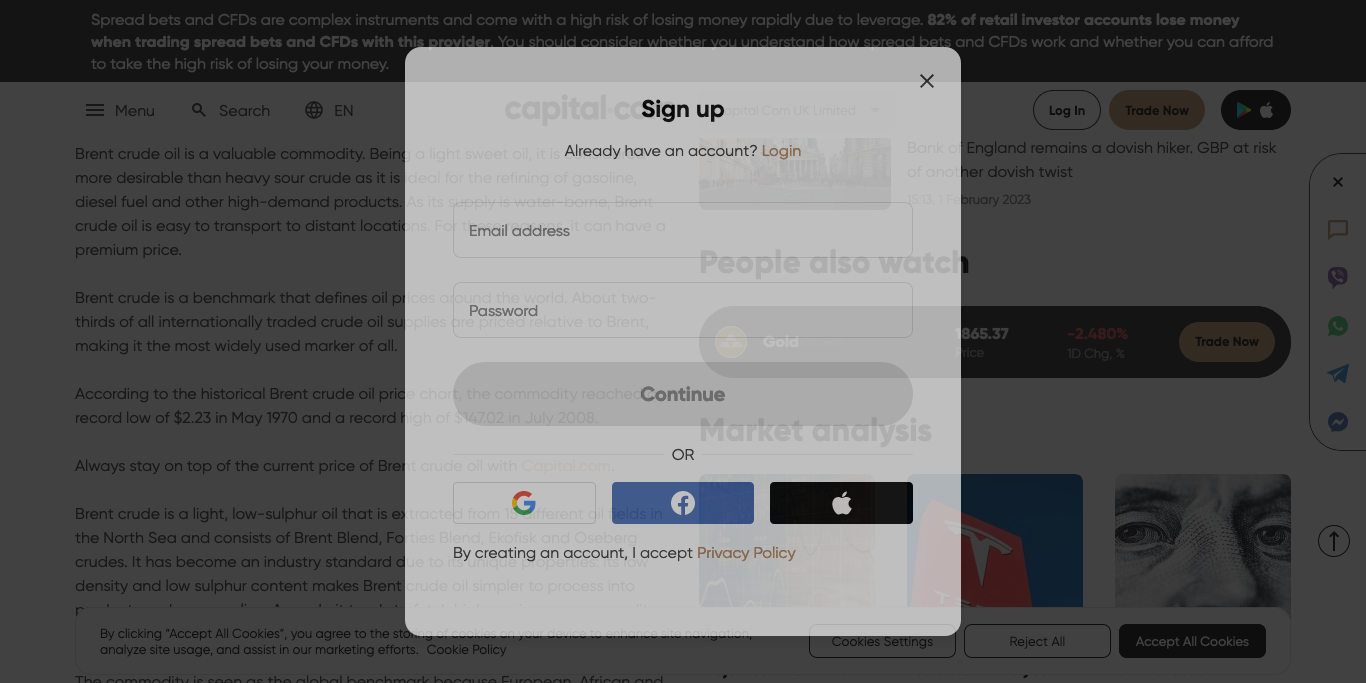 Spread bets and CFDs are complex instruments and come with a high risk of losing money rapidly due to leverage. 82% of retail investor accounts lose money
when trading spread bets and CFDs with this provider. You should consider whether you understand how spread bets and CFDs work and whether you can afford
to take the high risk of losing your money.
Menu
Search
EN
capital co
apital Com UK Limited
Log In
Trade Now
Sign up
Already have an account? Login
Email address
Password
Continue
OR
By creating an account, I accept Privacy Policy
Brent crude oil is a valuable commodity. Being a light sweet oil, it is
more desirable than heavy sour crude as it is ideal for the refining of gasoline,
diesel fuel and other high-demand products. As its supply is water-borne, Brent
crude oil is easy to transport to distant locations. For these reasons, it can have a
premium price.
Brent crude is a benchmark that defines oil prices around the world. About two-
thirds of all internationally traded crude oil supplies are priced relative to Brent,
making it the most widely used marker of all.
According to the historical Brent crude oil price chart, the commodity reached
record low of $2.23 in May 1970 and a record high of $147.02 in July 2008.
Always stay on top of the current price of Brent crude oil with Capital.com.
Brent crude is a light, low-sulphur oil that is extracted from 19 different oil fields in
the North Sea and consists of Brent Blend, Forties Blend, Ekofisk and Oseberg
crudes. It has become an industry standard due to its unique properties: its low
density and low sulphur content makes Brent crude oil simpler to process into
The commodity is seen as the global benchmark because European, African and
Bank of England remains a dovish hiker. GBP at risk
of another dovish twist
15:13, 1 February 2023
People also watch
Gold
1865.37
Price
-2.480%
1D Chg, %
Trade Now
Market analysis
By clicking “Accept All Cookies”, you agree to the storing of cookies on your device to enhance site navigation,
analyze site usage, and assist in our marketing efforts. Cookie Policy
Cookies Settings
Reject All
Accept All Cookies